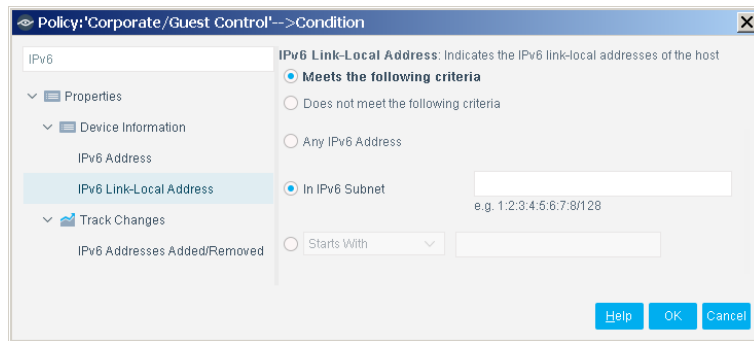 Policy:'Corporate/Guest Control'-->Condition
IPv6
IPv6 Link-Local Address: Indicates the IPv6 link-local addresses of the host
Meets the following criteria
Properties
Does not meet the following criteria
Device Information
Any IPv6 Address
IPv6 Address
IPv6 Link-Local Address
In IPv6 Subnet
e.g. 1:2:3:4:5:6:7:8/128
Track Changes
IPv6 Addresses Added/Removed
Starts With
Help OK Cancel